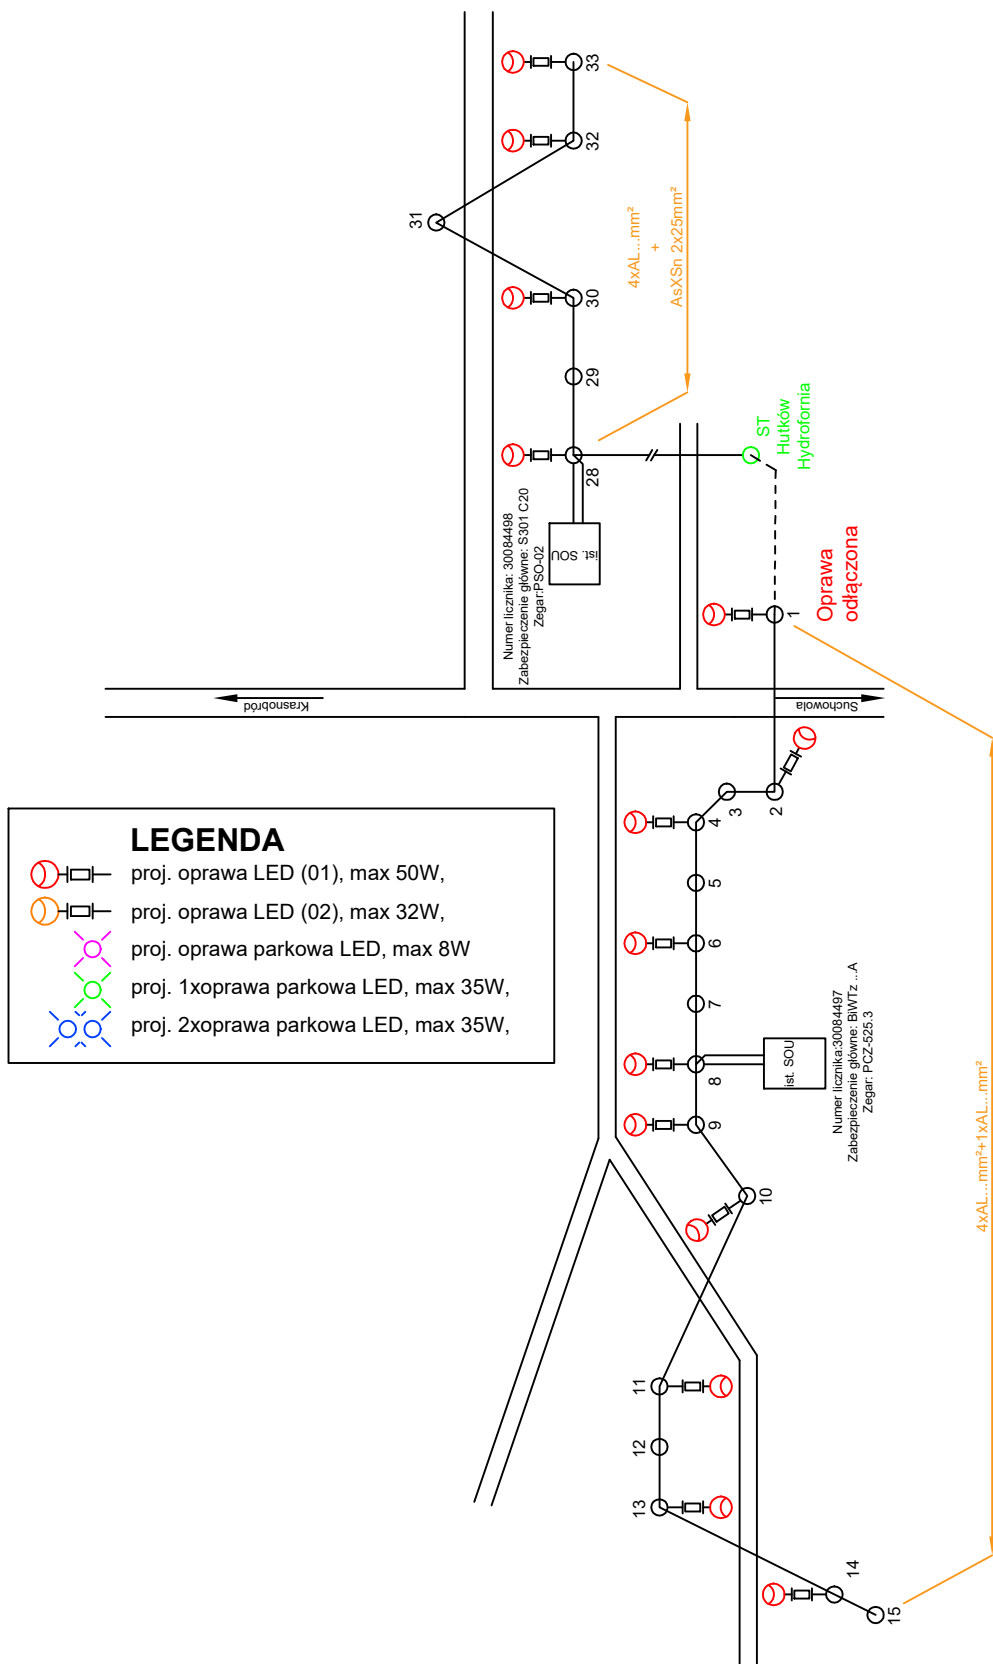 33
32
31
30
29
28
4xAL...mm²
+
AsXSn 2x25mm²
ST
Hutków
Hydrofornia
Numer licznika: 30084498
Zabezpieczenie główne: S301 C20
Zegar:PSO-02
ist. SOU
1
Oprawa
odłączona
Krasnobród
Suchowola
2
3
4
5
6
7
8
9
10
11
12
13
14
15
LEGENDA
proj. oprawa LED (01), max 50W,
proj. oprawa LED (02), max 32W,
proj. oprawa parkowa LED, max 8W
proj. 1xoprawa parkowa LED, max 35W,
proj. 2xoprawa parkowa LED, max 35W,
ist. SOU
Numer licznika:30084497
Zabezpieczenie główne: BiWTz ...A
Zegar: PCZ-525.3
4xAL...mm²+1xAL...mm²